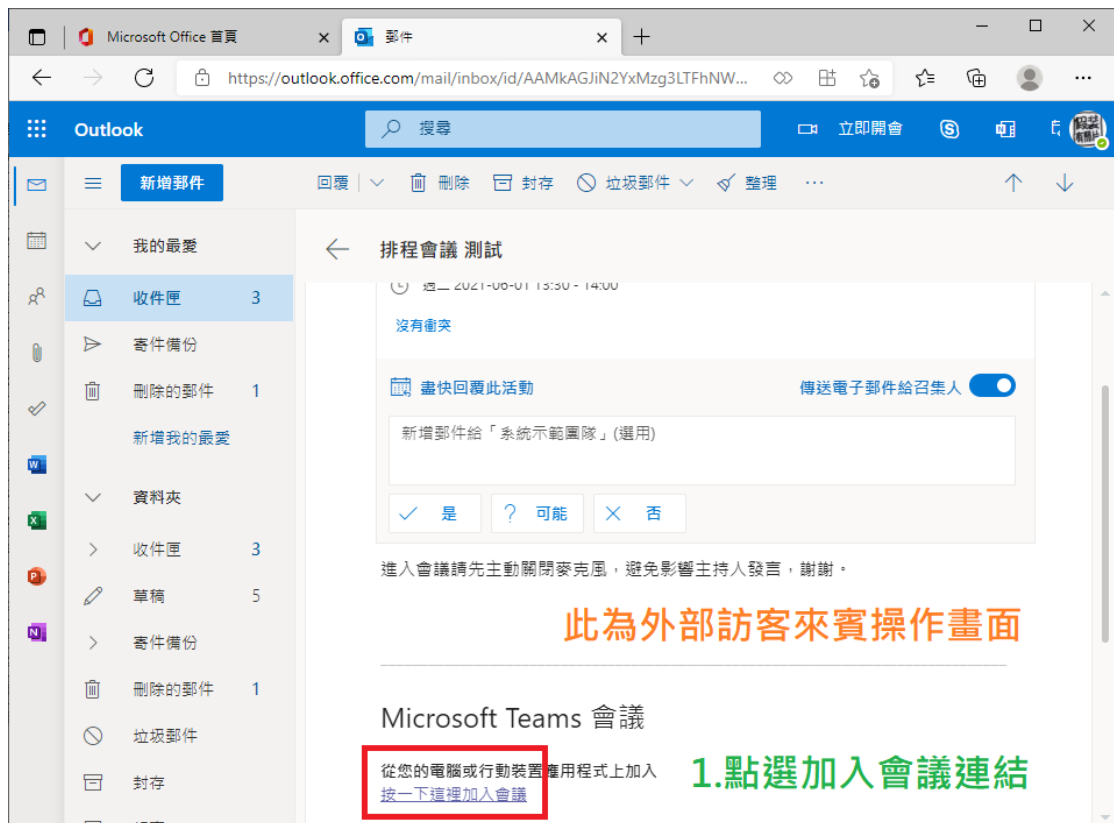 Microsoft Office 首頁
郵件
https://outlook.office.com/mail/inbox/id/AAMkAGJiN2YxMzg3LTFhNW...
Outlook
搜尋
立即開會
新增郵件
回覆
刪除
封存
垃圾郵件
整理
我的最愛
收件匣 3
寄件備份
刪除的郵件 1
新增我的最愛
資料夾
收件匣 3
草稿 5
寄件備份
刪除的郵件 1
垃圾郵件
封存
排程會議 測試
週二 2021-06-01 13:30 - 14:00
沒有衝突
盡快回覆此活動
傳送電子郵件給召集人
新增郵件給「系統示範團隊」(選用)
是
可能
否
進入會議請先主動關閉麥克風，避免影響主持人發言，謝謝。
此為外部訪客來賓操作畫面
Microsoft Teams 會議
從您的電腦或行動裝置應用程式上加入
按一下這裡加入會議
1.點選加入會議連結